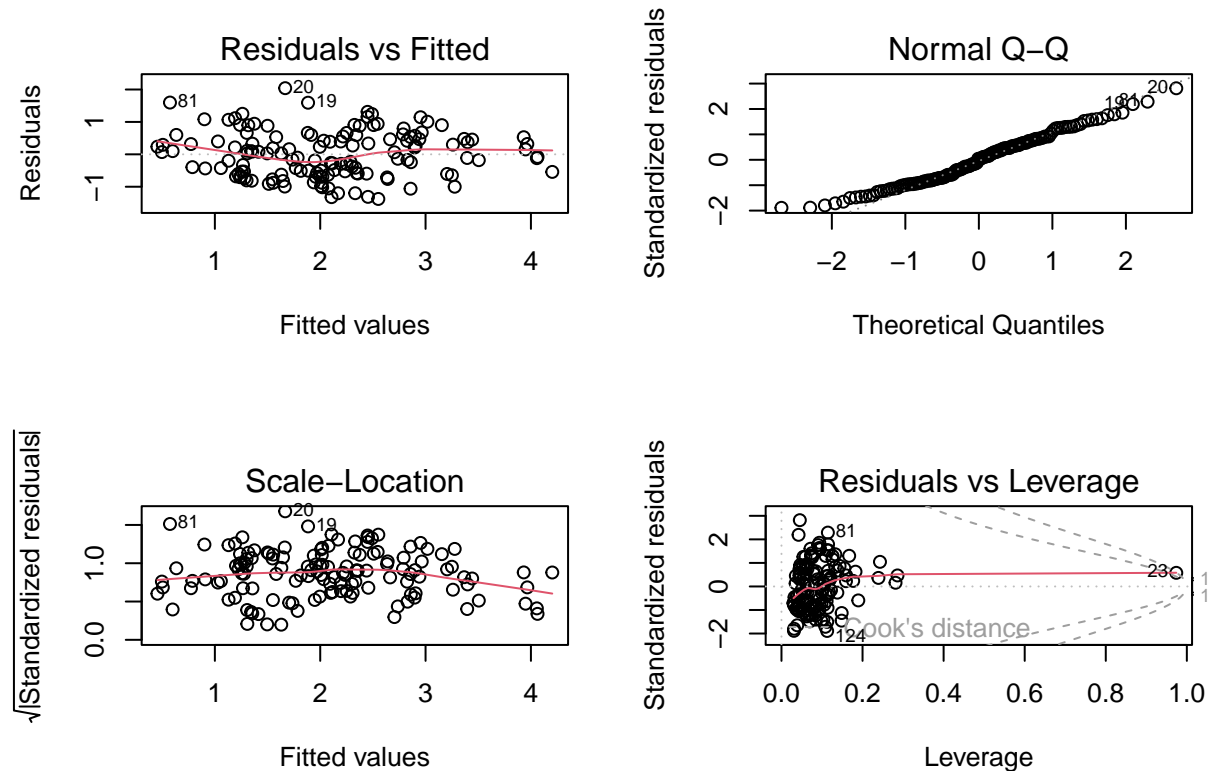 Residuals vs Fitted
Residuals
1
−1
81
20
19
1 2 3 4
Fitted values
Normal Q−Q
Standardized residuals
2
0
−2
19
81
20
−2 −1 0 1 2
Theoretical Quantiles
Scale−Location
√|Standardized residuals|
1.0
0.0
81
20
19
1 2 3 4
Fitted values
Residuals vs Leverage
Standardized residuals
2
0
−2
81
23
124
Cook's distance
1
1
0.0 0.2 0.4 0.6 0.8 1.0
Leverage